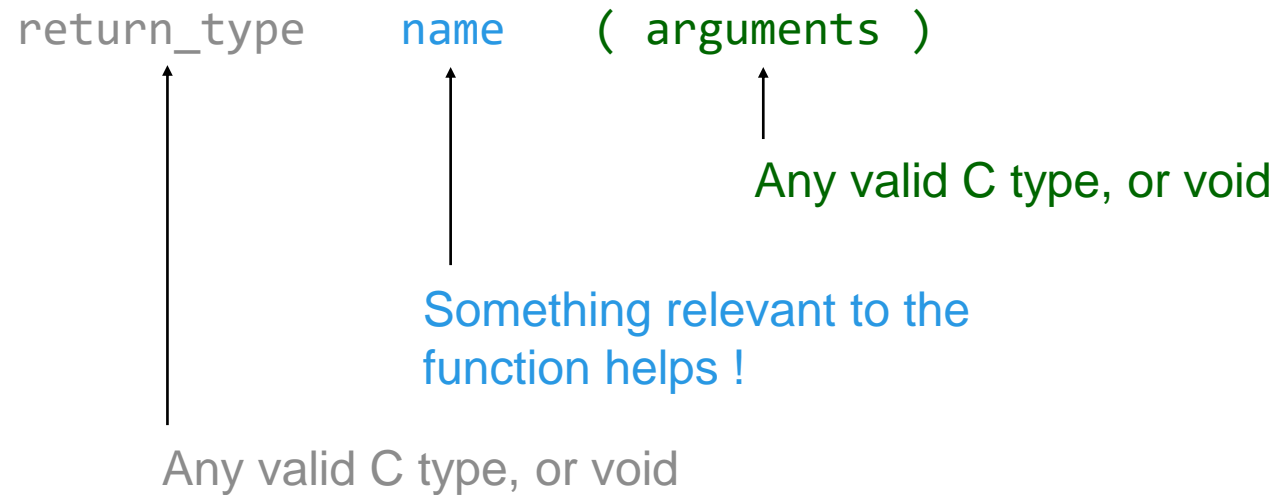 return_type name ( arguments )
Any valid C type, or void
Something relevant to the
function helps !
Any valid C type, or void